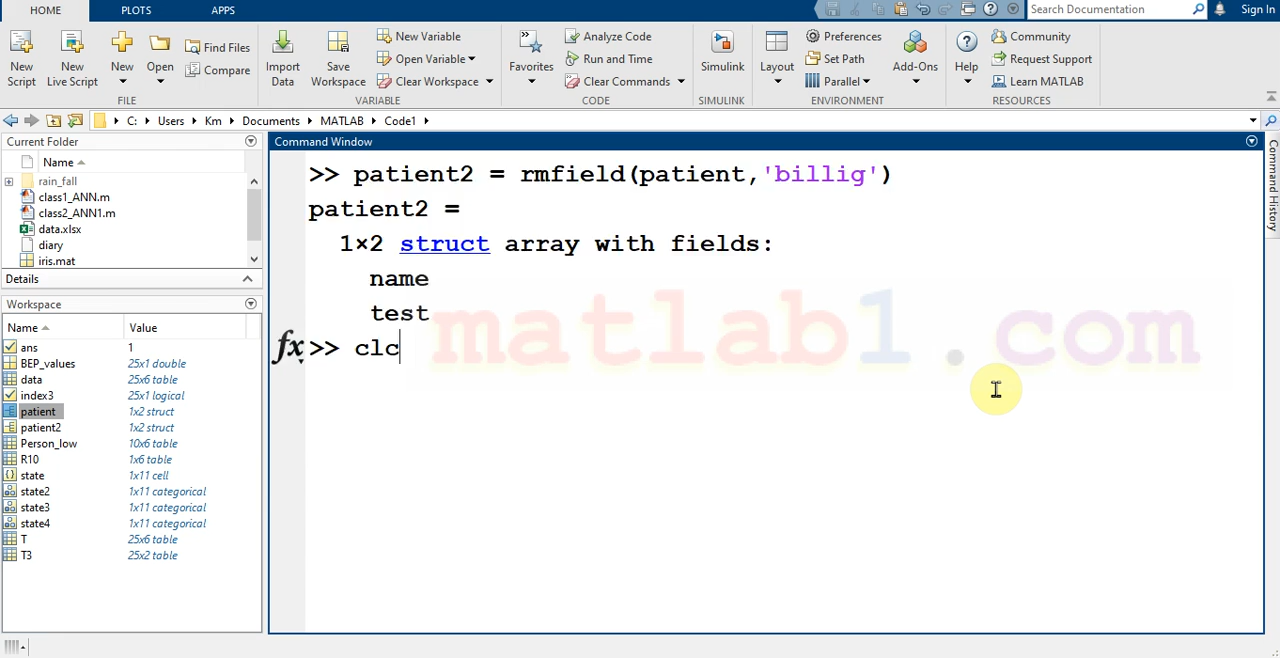 HOME PLOTS APPS Search Documentation Sign In
New Script
New Live Script
New
Open
Find Files
Compare
FILE
Import Data
Save Workspace
New Variable
Open Variable
Clear Workspace
VARIABLE
Favorites
Analyze Code
Run and Time
Clear Commands
CODE
Simulink
SIMULINK
Layout
Preferences
Set Path
Parallel
ENVIRONMENT
Add-Ons
Help
Community
Request Support
Learn MATLAB
RESOURCES
C: Users Km Documents MATLAB Code1
Current Folder
Name
rain_fall
class1_ANN.m
class2_ANN1.m
data.xlsx
diary
iris.mat
Details
Workspace
Name Value
ans 1
BEP_values 25x1 double
data 25x6 table
index3 25x1 logical
patient 1x2 struct
patient2 1x2 struct
Person_low 10x6 table
R10 1x6 table
state 1x11 cell
state2 1x11 categorical
state3 1x11 categorical
state4 1x11 categorical
T 25x6 table
T3 25x2 table
Command Window
>> patient2 = rmfield(patient,'billig')
patient2 =
1×2 struct array with fields:
name
test
fx >> clc
matlab1.com
Command History